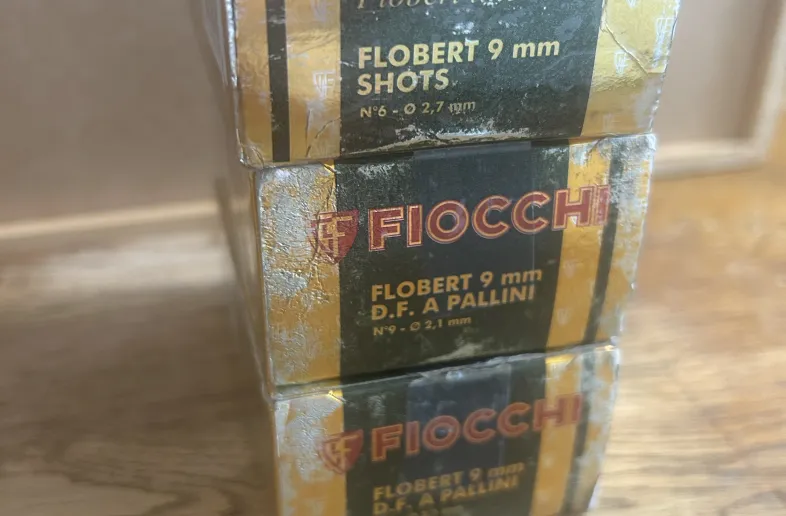 Flobert
FLOBERT 9 mm
SHOTS
N°6 - Ø 2,7 mm
FIOCCHI
FLOBERT 9 mm
D.F. A PALLINI
N°9 - Ø 2,1 mm
FIOCCHI
FLOBERT 9 mm
D.F. A PALLINI